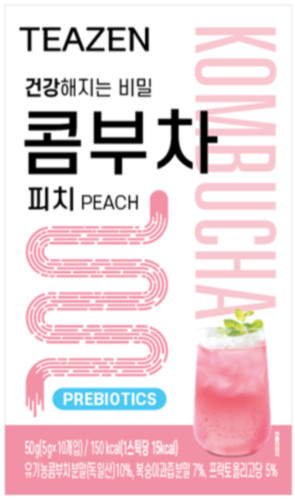 TEAZEN
건강해지는 비밀
콤부차
피치 PEACH
KOMBUCHA
PREBIOTICS
50g(5g×10개입) / 150 kcal(1스틱당 15kcal)
유기농콤부차분말(독일산)10%, 복숭아과즙분말 7%, 프락토올리고당 5%